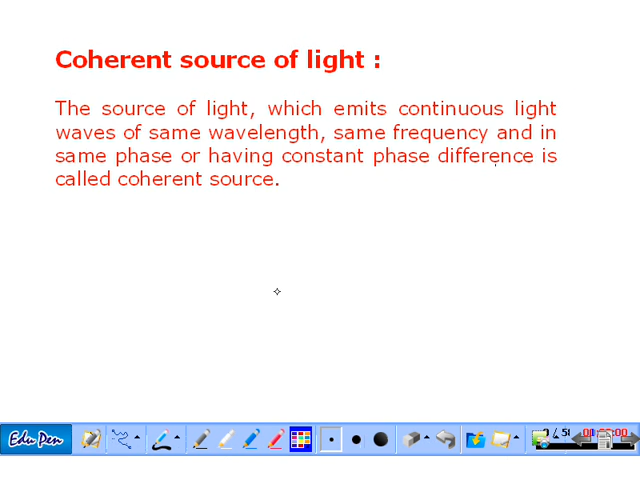 Coherent source of light :
The source of light, which emits continuous light
waves of same wavelength, same frequency and in
same phase or having constant phase difference is
called coherent source.
Edu Pen
/ 58